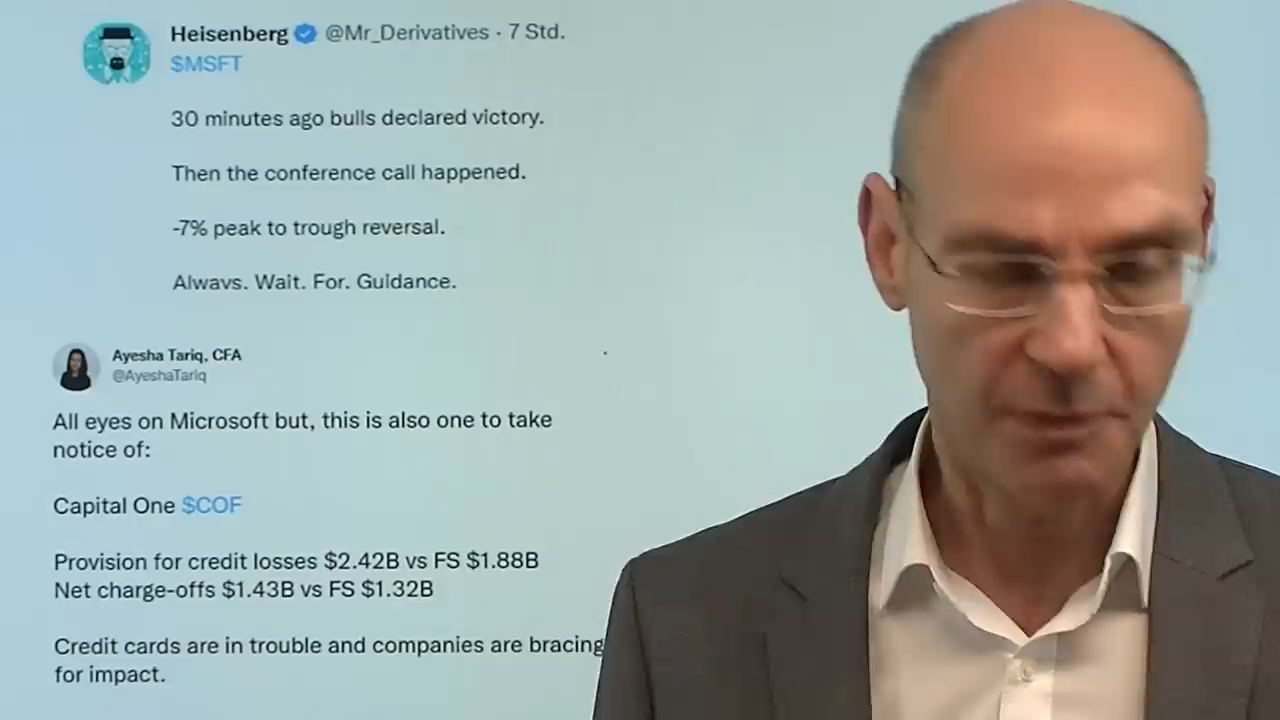 Heisenberg @Mr_Derivatives · 7 Std.
$MSFT
30 minutes ago bulls declared victory.
Then the conference call happened.
-7% peak to trough reversal.
Always. Wait. For. Guidance.
Ayesha Tariq, CFA
@AyeshaTariq
All eyes on Microsoft but, this is also one to take
notice of:
Capital One $COF
Provision for credit losses $2.42B vs FS $1.88B
Net charge-offs $1.43B vs FS $1.32B
Credit cards are in trouble and companies are bracing
for impact.